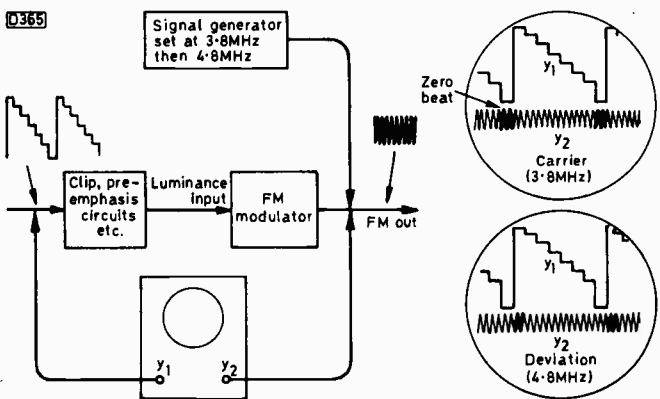 D365
Signal generator
set at 3·8MHz
then 4·8MHz
Clip, pre-
emphasis
circuits
etc.
Luminance
input
FM
modulator
FM out
y1
y2
Zero
beat
y1
y2
Carrier
(3·8MHz)
y1
y2
Deviation
(4·8MHz)